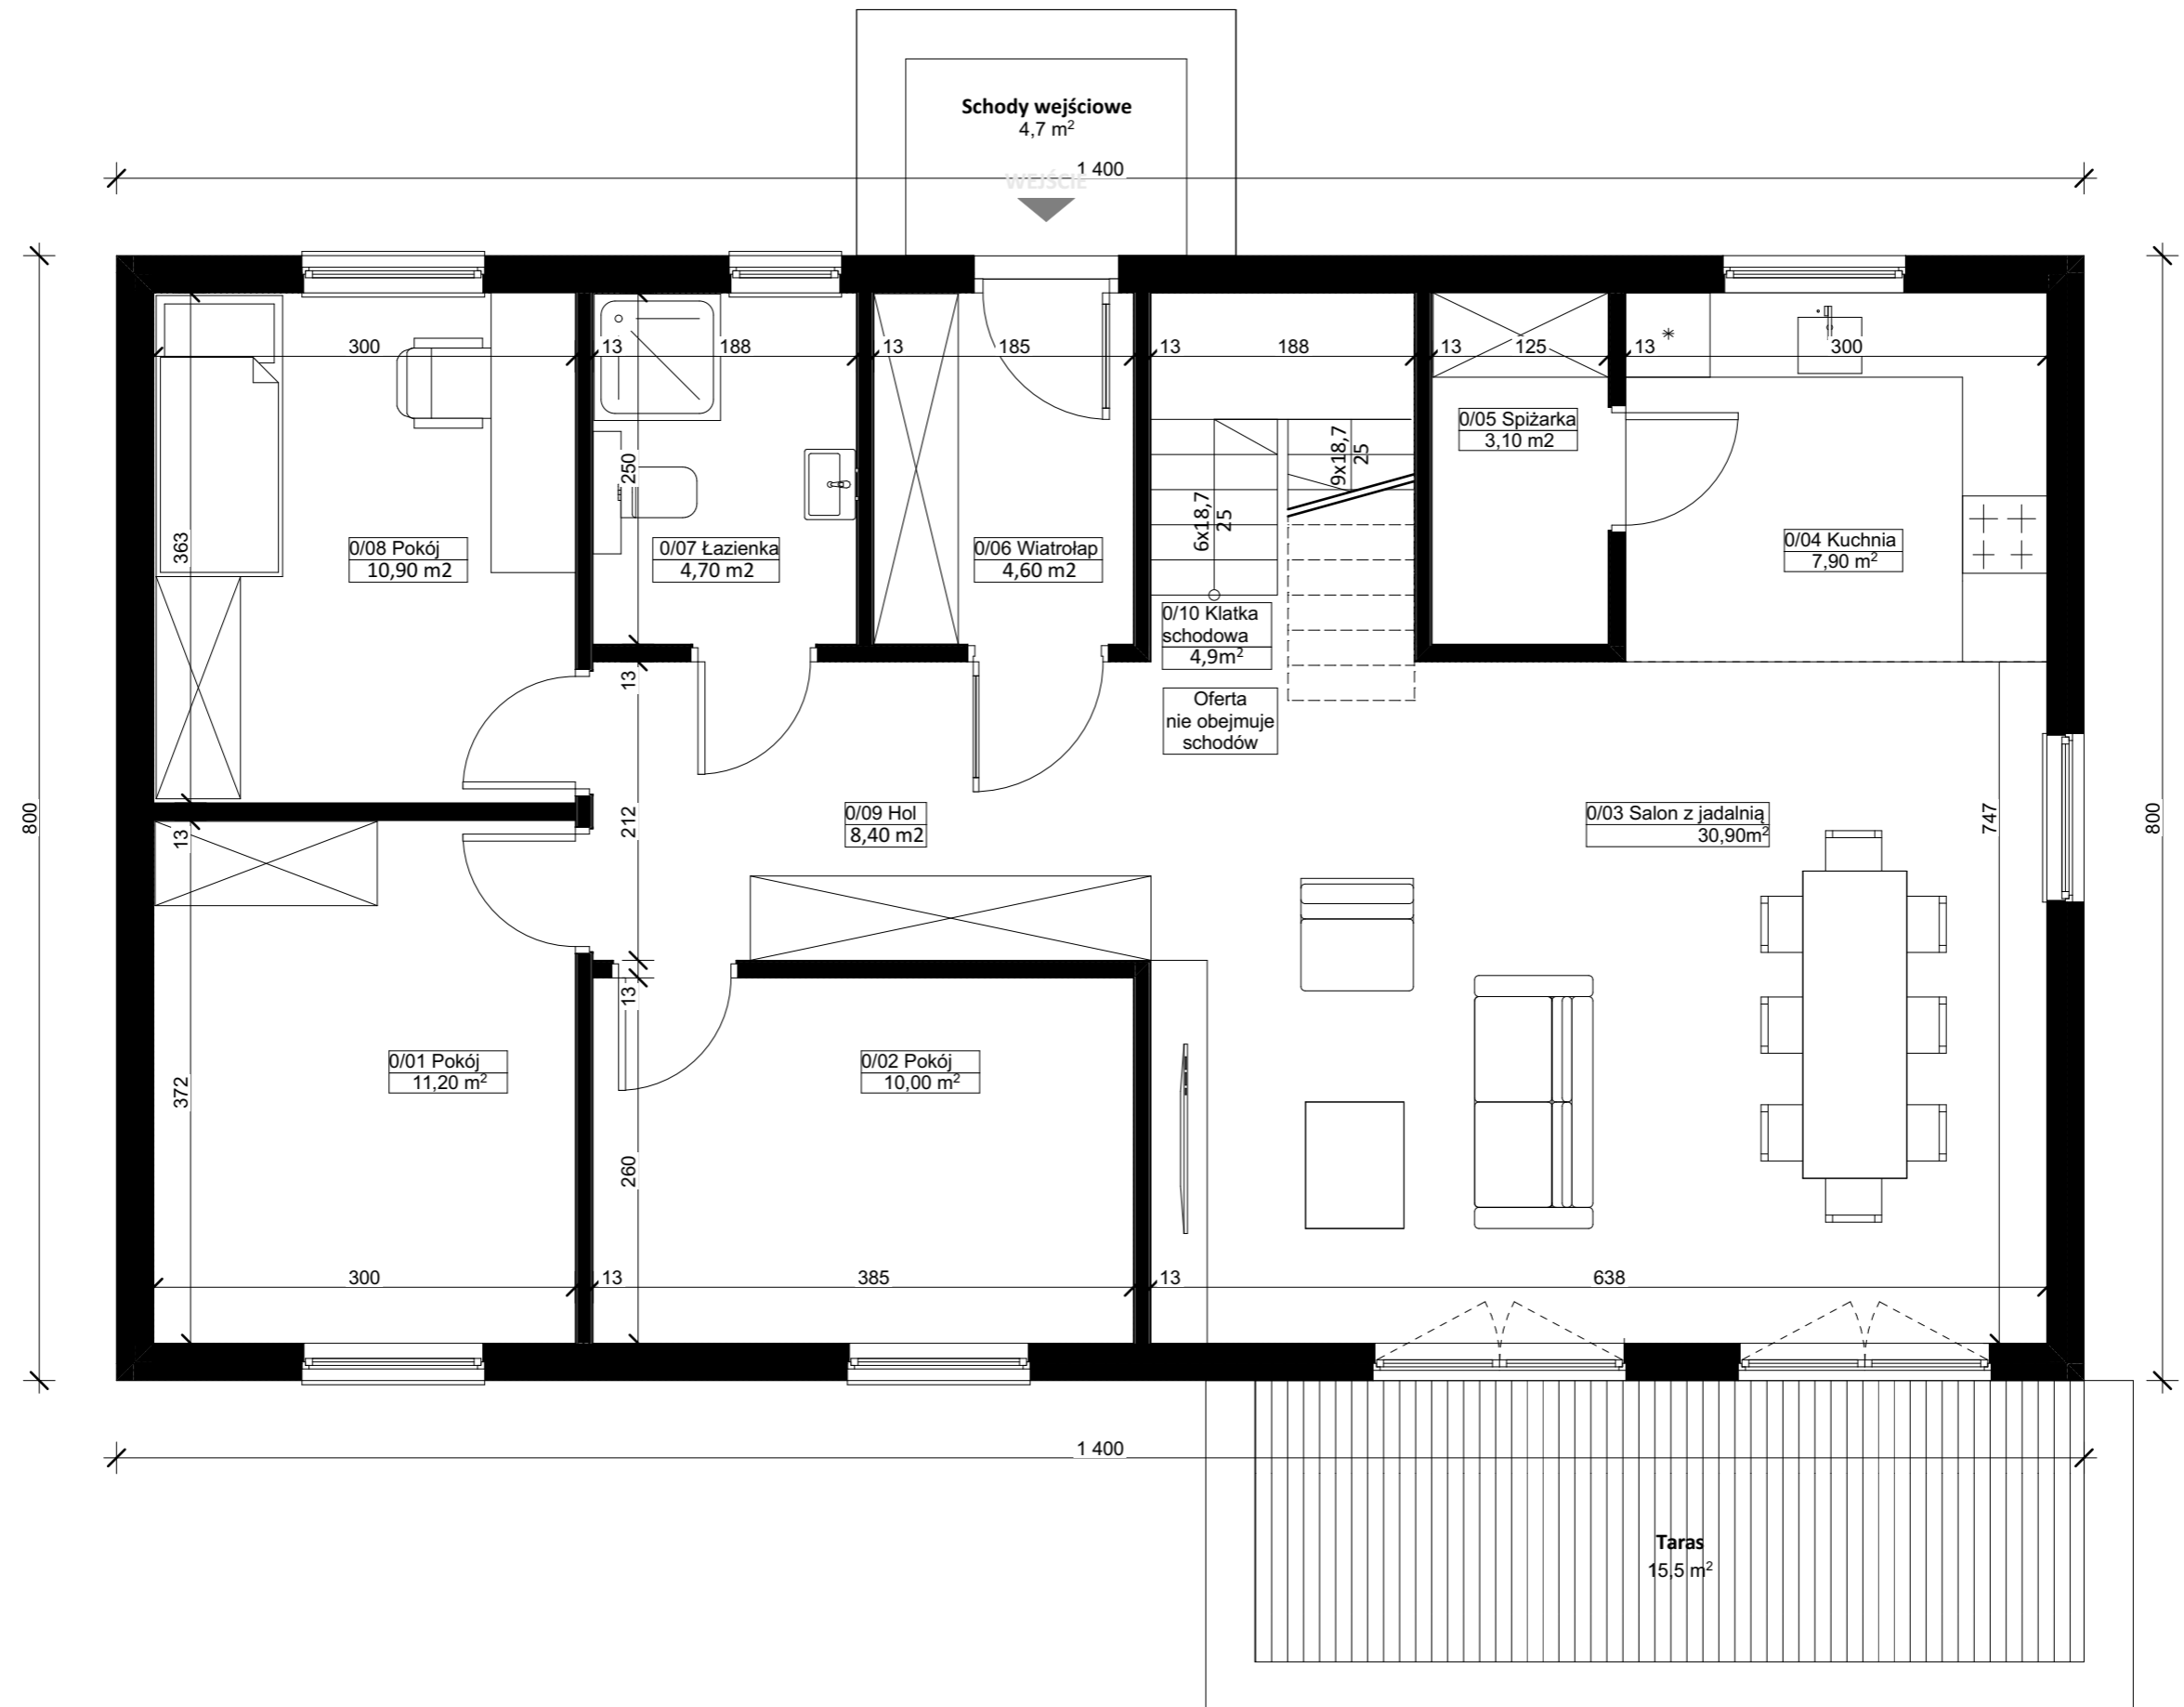 Schody wejściowe
4,7 m²
1 400
WEJŚCIE
300
13
188
13
185
13
188
13
125
13
300
0/05 Spiżarka
3,10 m2
9x18,7
25
6x18,7
25
250
363
0/08 Pokój
10,90 m2
0/07 Łazienka
4,70 m2
0/06 Wiatrołap
4,60 m2
0/04 Kuchnia
7,90 m²
0/10 Klatka
schodowa
4,9m²
Oferta
nie obejmuje
schodów
13
800
13
212
0/09 Hol
8,40 m2
0/03 Salon z jadalnią
30,90m²
747
800
13
0/01 Pokój
11,20 m²
0/02 Pokój
10,00 m²
372
260
300
13
385
13
638
1 400
Taras
15,5 m²